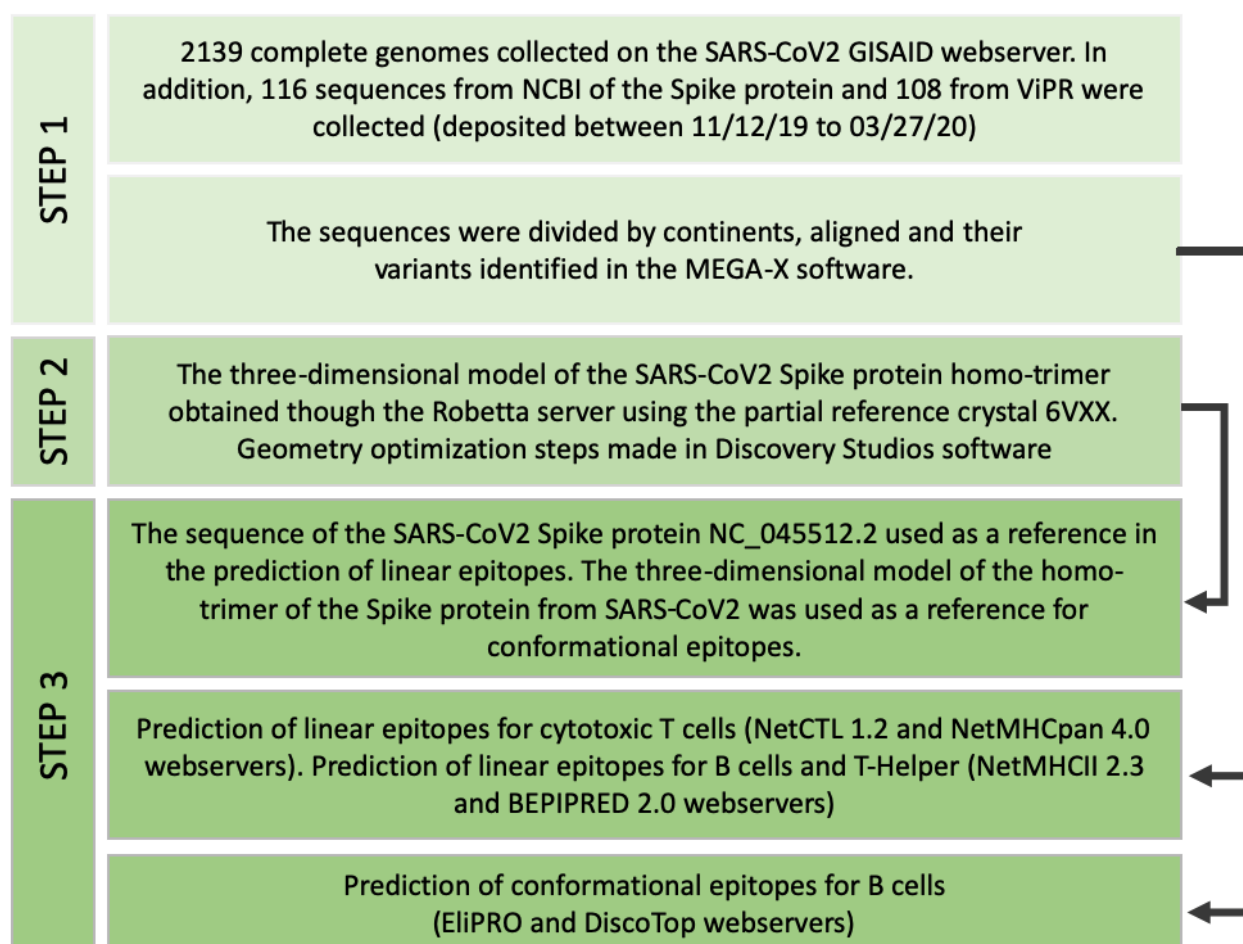 STEP 1
2139 complete genomes collected on the SARS-CoV2 GISAID webserver. In
addition, 116 sequences from NCBI of the Spike protein and 108 from ViPR were
collected (deposited between 11/12/19 to 03/27/20)
The sequences were divided by continents, aligned and their
variants identified in the MEGA-X software.
STEP 2
The three-dimensional model of the SARS-CoV2 Spike protein homo-trimer
obtained though the Robetta server using the partial reference crystal 6VXX.
Geometry optimization steps made in Discovery Studios software
STEP 3
The sequence of the SARS-CoV2 Spike protein NC_045512.2 used as a reference in
the prediction of linear epitopes. The three-dimensional model of the homo-
trimer of the Spike protein from SARS-CoV2 was used as a reference for
conformational epitopes.
Prediction of linear epitopes for cytotoxic T cells (NetCTL 1.2 and NetMHCpan 4.0
webservers). Prediction of linear epitopes for B cells and T-Helper (NetMHCII 2.3
and BEPIPRED 2.0 webservers)
Prediction of conformational epitopes for B cells
(EliPRO and DiscoTop webservers)